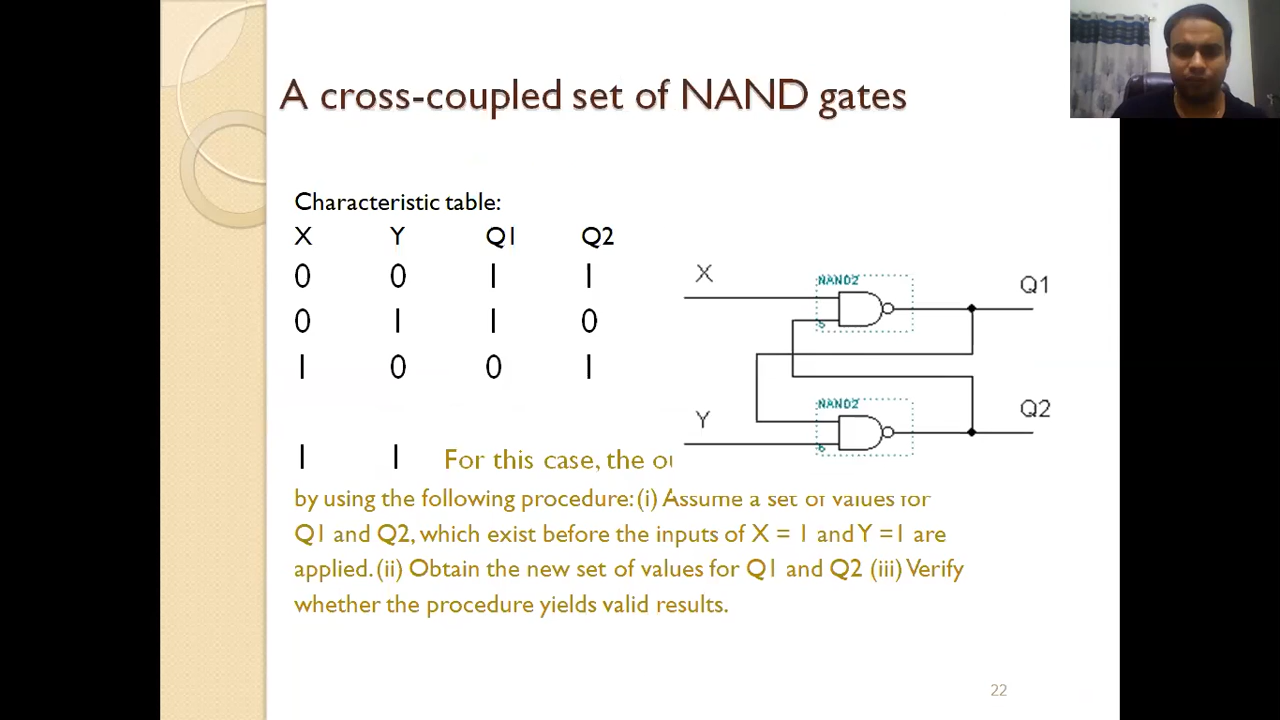 A cross-coupled set of NAND gates
Characteristic table:
X Y Q1 Q2
0 0 1 1
0 1 1 0
1 0 0 1
1 1 For this case, the
by using the following procedure: (i) Assume a set of values for
Q1 and Q2, which exist before the inputs of X = 1 and Y =1 are
applied. (ii) Obtain the new set of values for Q1 and Q2 (iii) Verify
whether the procedure yields valid results.
X
NAND2
Q1
Y
NAND2
Q2
22